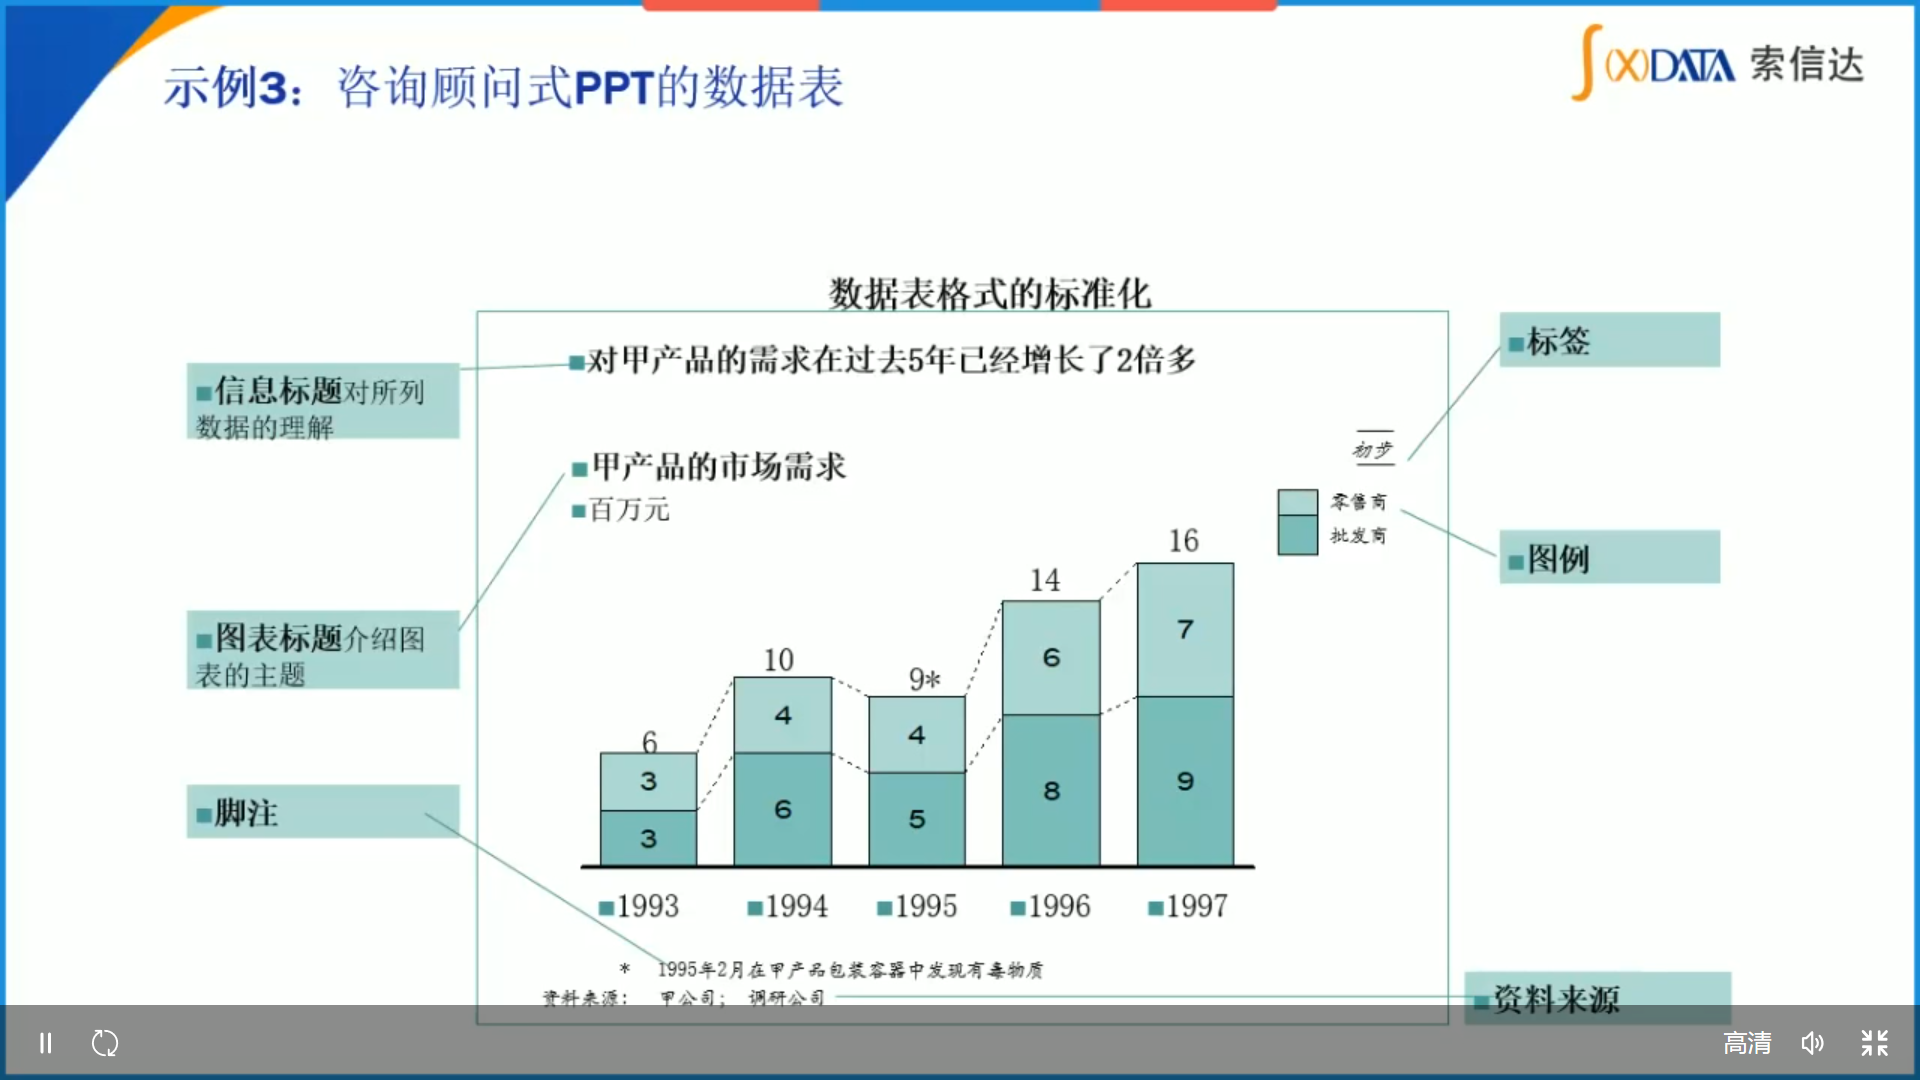 示例3：咨询顾问式PPT的数据表
∫(X)DATA 索信达
数据表格式的标准化
■对甲产品的需求在过去5年已经增长了2倍多
■标签
■信息标题对所列
数据的理解
初步
■甲产品的市场需求
■百万元
零售商
批发商
■图例
16
14
10
9*
6
7
6
4
4
3
9
8
6
5
3
■图表标题介绍图
表的主题
■脚注
■1993 ■1994 ■1995 ■1996 ■1997
* 1995年2月在甲产品包装容器中发现有毒物质
资料来源： 甲公司； 调研公司
■资料来源
高清